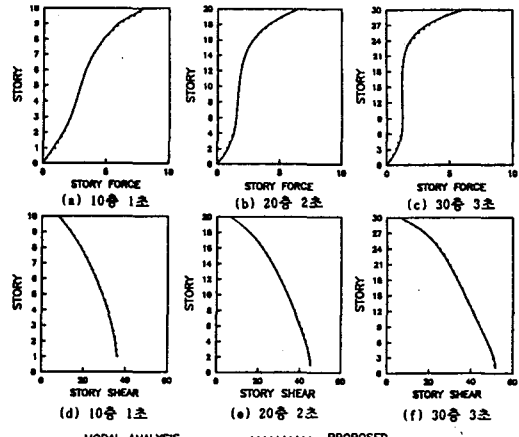 10
9
8
7
6
5
4
3
2
1
0
STORY
0 5 10
STORY FORCE
(a) 10층 1초
20
18
16
14
12
10
8
6
4
2
0
STORY
0 5 10
STORY FORCE
(b) 20층 2초
30
27
24
21
18
15
12
9
6
3
0
STORY
0 5 10
STORY FORCE
(c) 30층 3초
10
9
8
7
6
5
4
3
2
1
0
STORY
0 20 40 60
STORY SHEAR
(d) 10층 1초
20
18
16
14
12
10
8
6
4
2
0
STORY
0 20 40 60
STORY SHEAR
(e) 20층 2초
30
27
24
21
18
15
12
9
6
3
0
STORY
0 20 40 60
STORY SHEAR
(f) 30층 3초
MODAL ANALYSIS PROPOSED